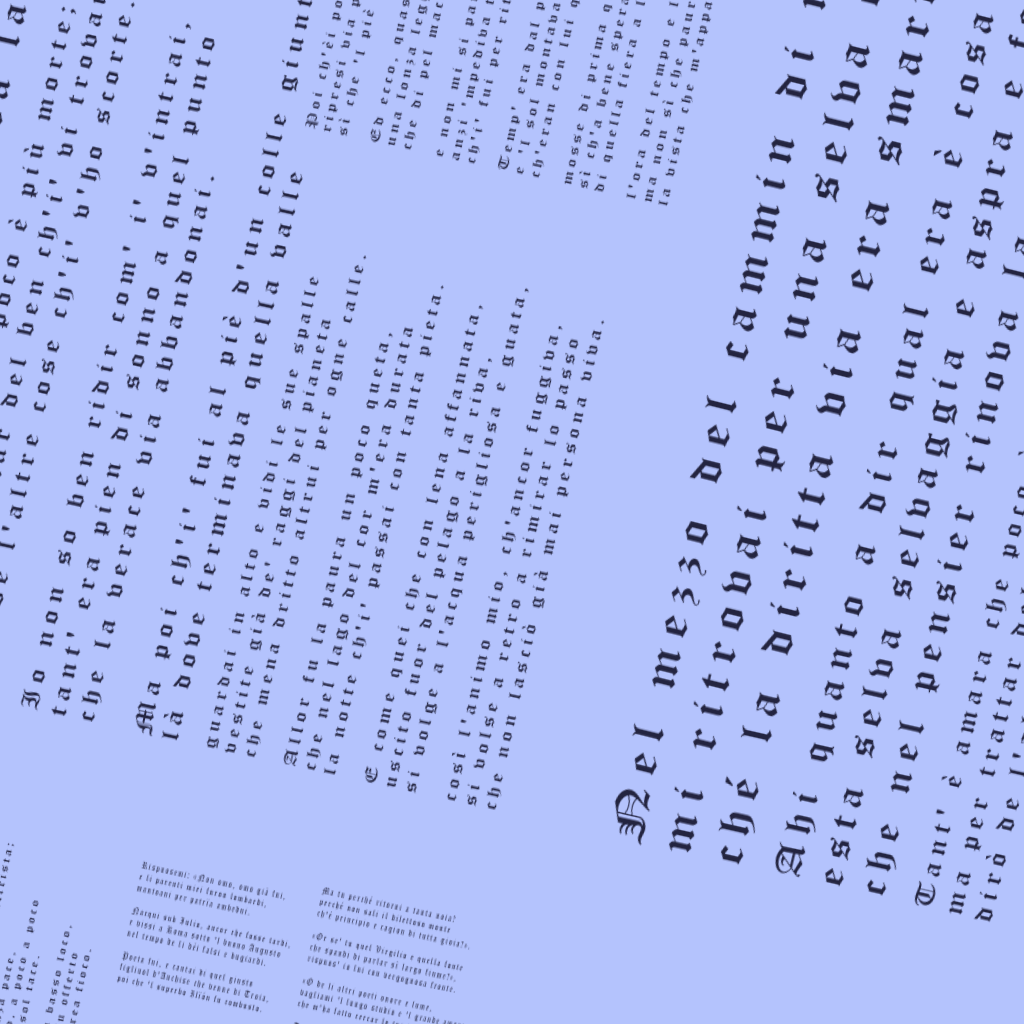 Nel mezzo del cammin di
mi ritrovai per una selva
ché la diritta via era smarr
Ahi quanto a dir qual era è cosa
esta selva selvaggia e aspra e f
che nel pensier rinova la
Tant' è amara che poco
ma per trattar del
dirò de l'
poco è più morte;
del ben ch'i' vi trovai
l'altre cose ch'i' v'ho scorte.
Io non so ben ridir com' i' v'intrai,
tant' era pien di sonno a quel punto
che la verace via abbandonai.
Ma poi ch'i' fui al piè d'un colle giunt
là dove terminava quella valle
guardai in alto e vidi le sue spalle
vestite già de' raggi del pianeta
che mena dritto altrui per ogne calle.
Allor fu la paura un poco queta,
che nel lago del cor m'era durata
la notte ch'i' passai con tanta pieta.
E come quei che con lena affannata,
uscito fuor del pelago a la riva,
si volge a l'acqua perigliosa e guata,
così l'animo mio, ch'ancor fuggiva,
si volse a retro a rimirar lo passo
che non lasciò già mai persona viva.
Poi ch'èi po
ripresi via p
sì che 'l piè
Ed ecco, quas
una lonza legg
che di pel mac
e non mi si par
anzi 'mpediva t
ch'i' fui per rit
Temp' era dal p
e 'l sol montava
ch'eran con lui q
mosse di prima q
sì ch'a bene spera
di quella fiera a l
l'ora del tempo e l
ma non sì che paur
la vista che m'appa
pace,
a poco a poco
sol tace.
basso loco,
offerto
fioco.
Rispuosemi: «Non omo, omo già fui,
e li parenti miei furon lombardi,
mantoani per patria ambedui.
Nacqui sub Iulio, ancor che fosse tardi,
e vissi a Roma sotto 'l buono Augusto
nel tempo de li dèi falsi e bugiardi.
Poeta fui, e cantai di quel giusto
figliuol d'Anchise che venne di Troia,
poi che 'l superbo Ilïón fu combusto.
Ma tu perché ritorni a tanta noia?
perché non sali il dilettoso monte
ch'è principio e cagion di tutta gioia?».
«Or se' tu quel Virgilio e quella fonte
che spandi di parlar sì largo fiume?»,
rispuos' io lui con vergognosa fronte.
«O de li altri poeti onore e lume,
vagliami 'l lungo studio e 'l grande amo
che m'ha fatto cercar lo